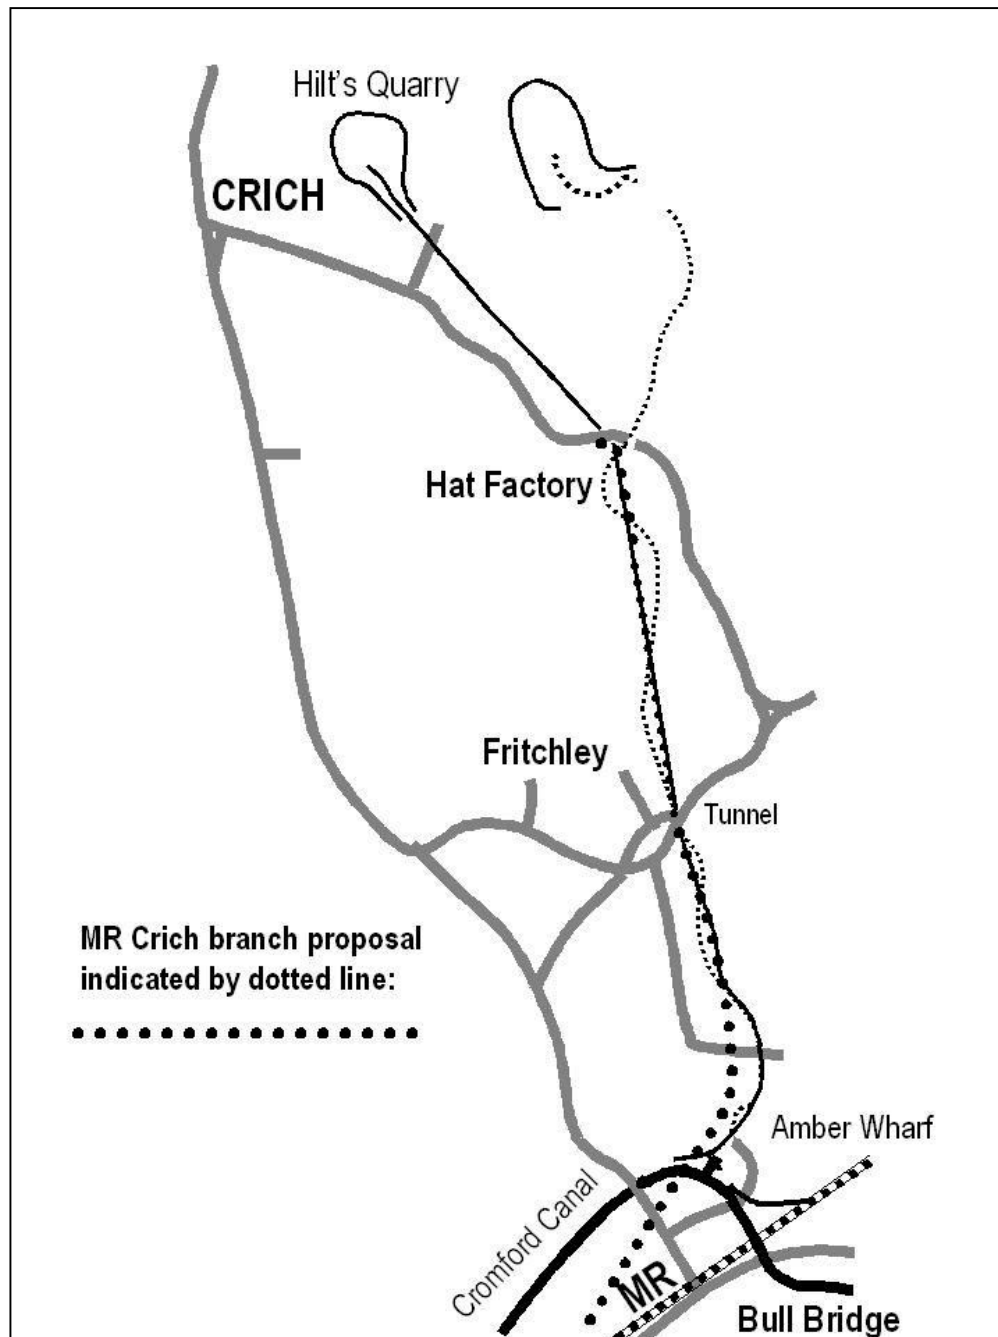 Hilt's Quarry
CRICH
Hat Factory
Fritchley
Tunnel
MR Crich branch proposal
indicated by dotted line:
Amber Wharf
Cromford Canal
MR
Bull Bridge